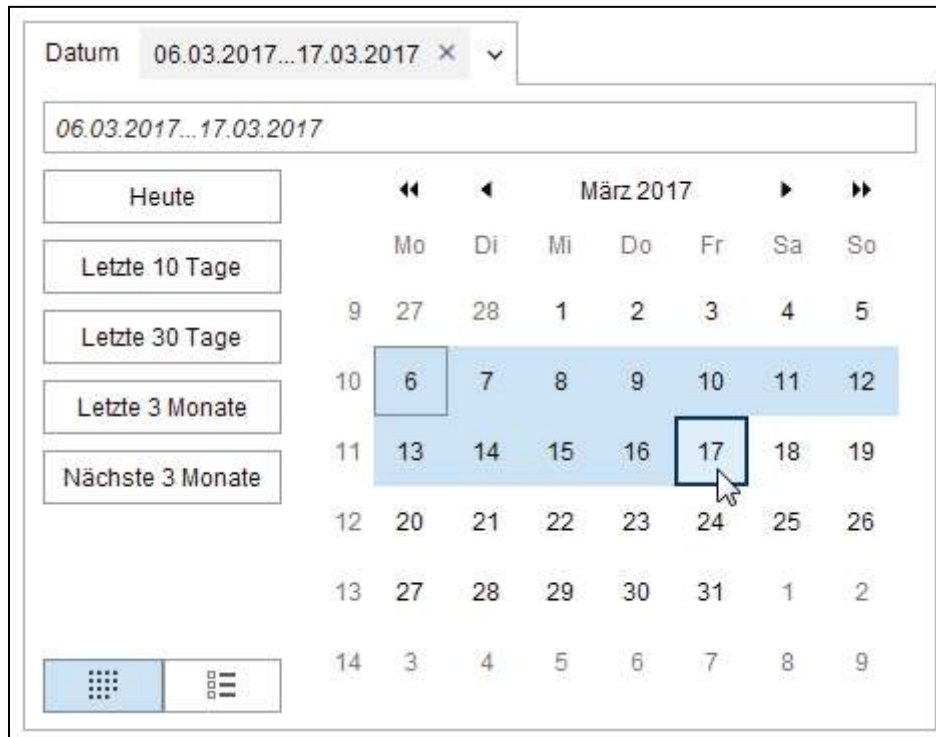 Datum 06.03.2017...17.03.2017
06.03.2017...17.03.2017
Heute
Letzte 10 Tage
Letzte 30 Tage
Letzte 3 Monate
Nächste 3 Monate
März 2017
Mo Di Mi Do Fr Sa So
9 27 28 1 2 3 4 5
10 6 7 8 9 10 11 12
11 13 14 15 16 17 18 19
12 20 21 22 23 24 25 26
13 27 28 29 30 31 1 2
14 3 4 5 6 7 8 9